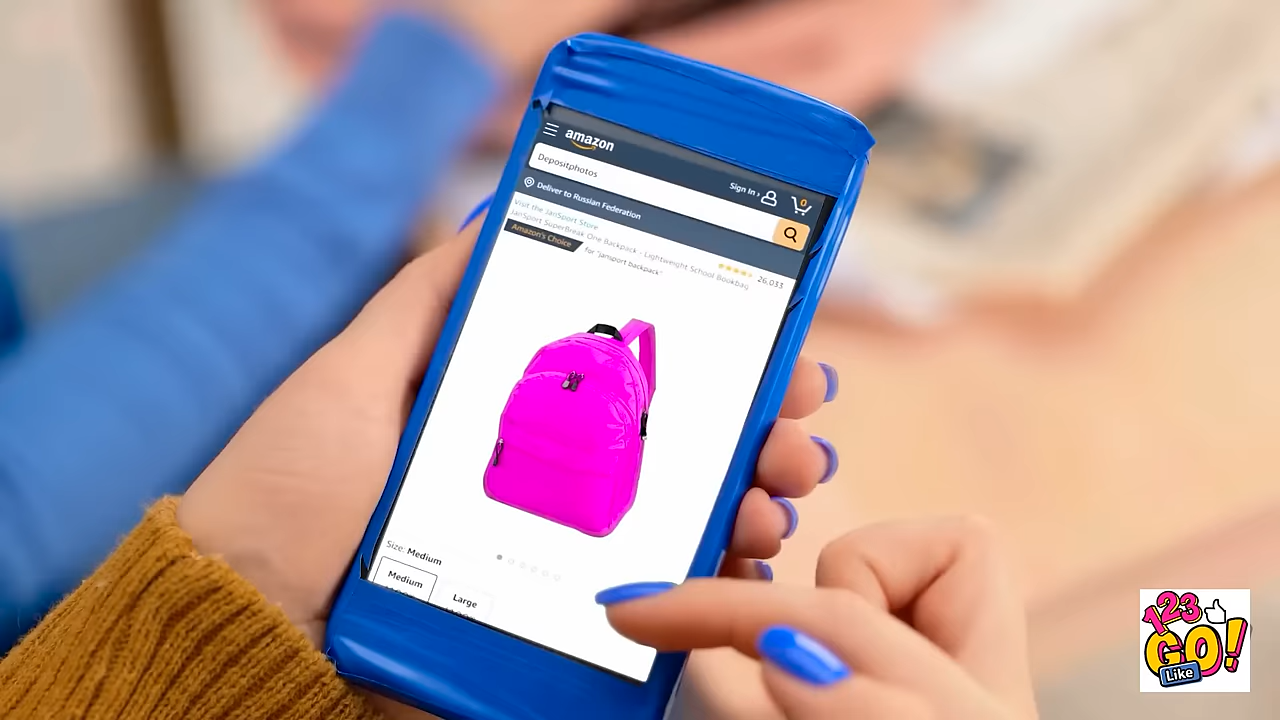 amazon
Depositphotos
Sign In ›
0
Deliver to Russian Federation
Visit the JanSport Store
JanSport SuperBreak One Backpack - Lightweight School Bookbag
26,033
Amazon's Choice for "jansport backpack"
Size: Medium
Medium
Large
123
GO!
Like